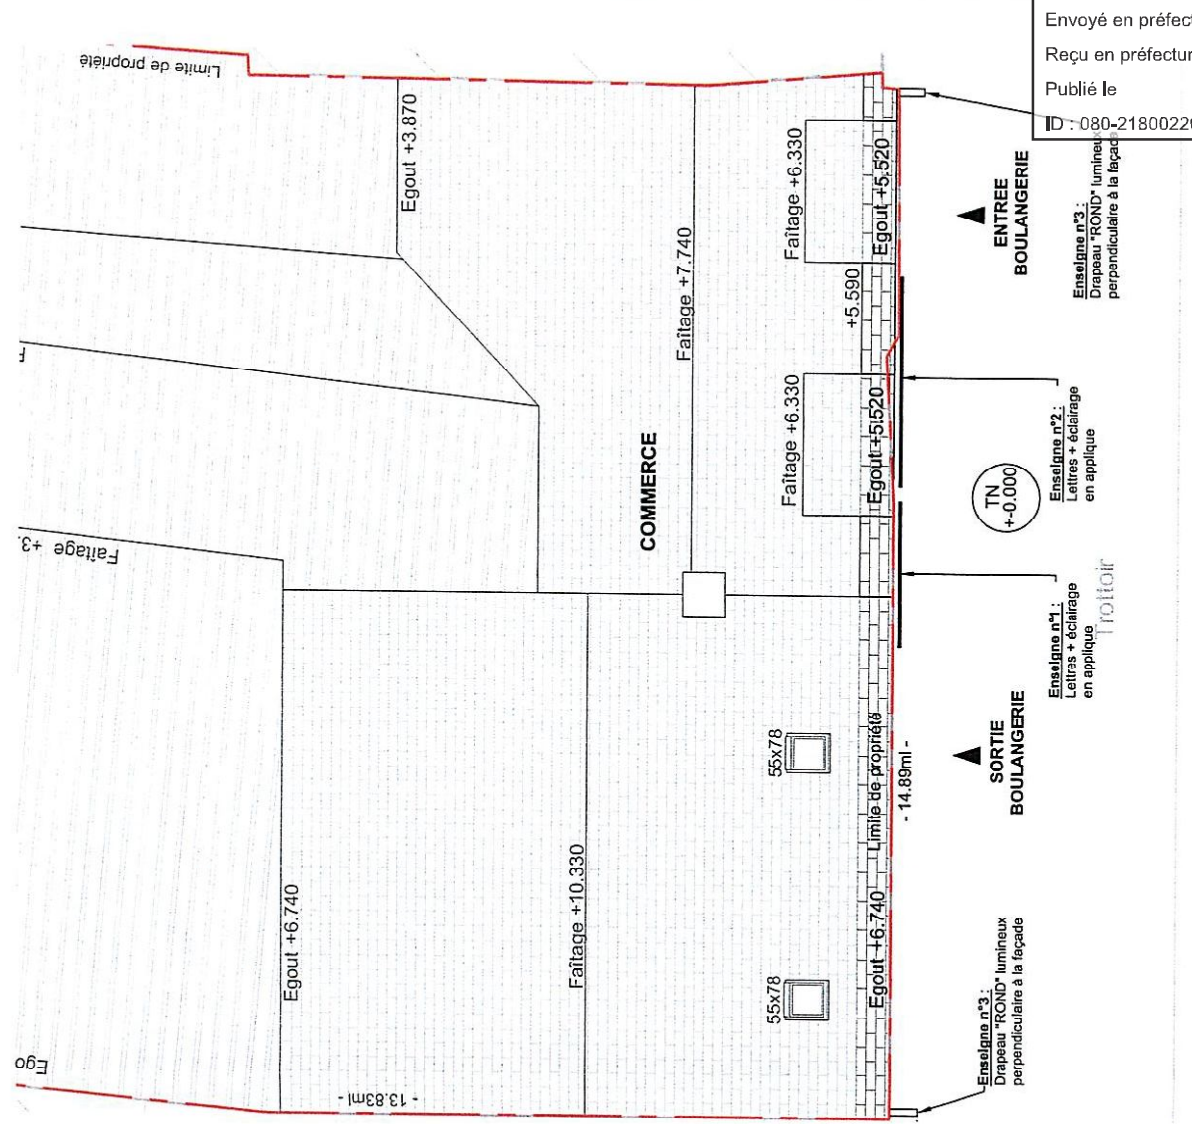 Envoyé en préfect
Reçu en préfectur
Publié le
ID : 080-2180022
Limite de propriété
Egout +3.870
Faîtage +7.740
Faîtage +6.330
Egout +5.520
+5.590
Faîtage +6.330
Egout +5.520
ENTREE
BOULANGERIE
Enseigne n°3 :
Drapeau "ROND" lumineux
perpendiculaire à la façade
COMMERCE
Enseigne n°2 :
Lettres + éclairage
en applique
TN
+-0.000
Faîtage +3.
Enseigne n°1 :
Lettres + éclairage
en applique
Trottoir
SORTIE
BOULANGERIE
55x78
Limite de propriété
- 14.89ml -
Egout +6.740
Faîtage +10.330
55x78
Egout +6.740
Enseigne n°3 :
Drapeau "ROND" lumineux
perpendiculaire à la façade
Ego
- 13.83ml -